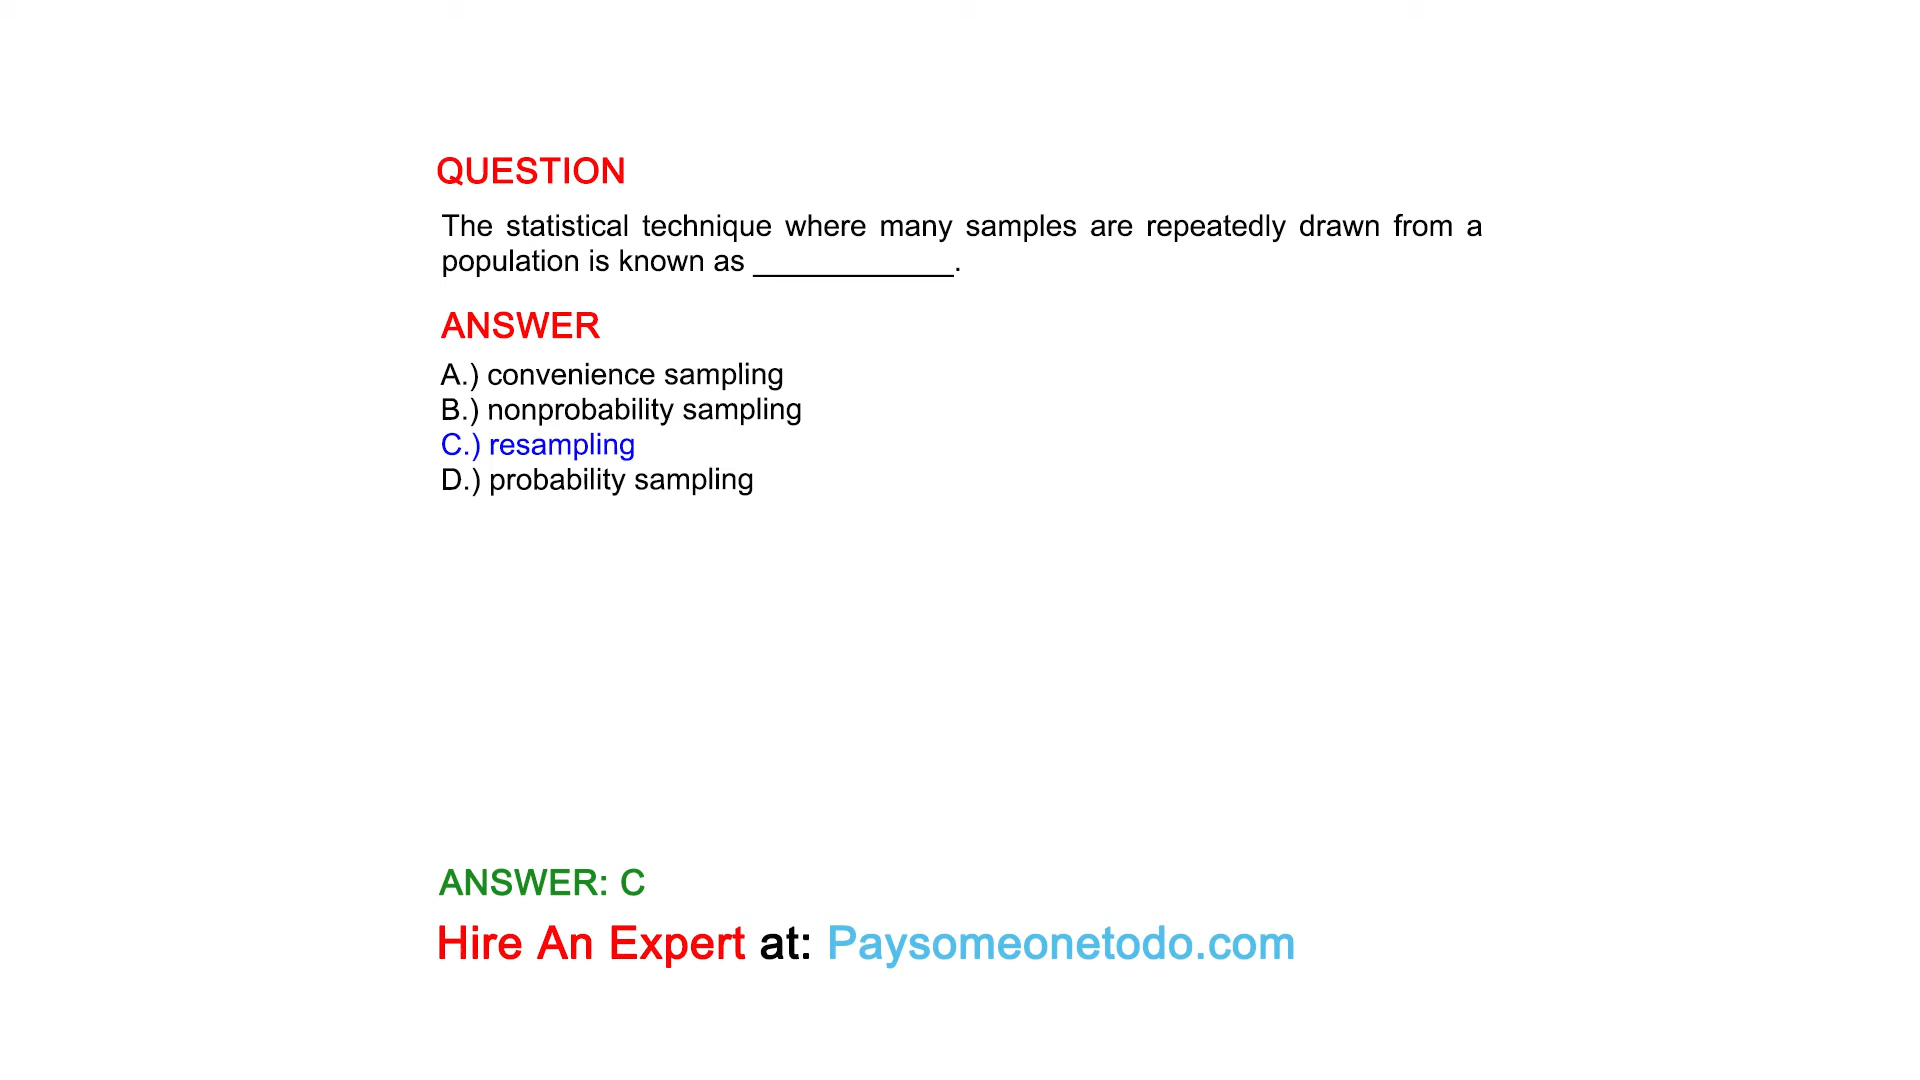 QUESTION
The statistical technique where many samples are repeatedly drawn from a
population is known as ____________.
ANSWER
A.) convenience sampling
B.) nonprobability sampling
C.) resampling
D.) probability sampling
ANSWER: C
Hire An Expert at: Paysomeonetodo.com